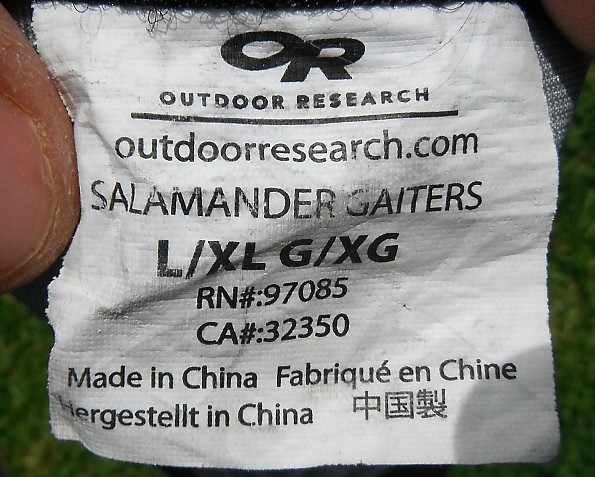 OR
OUTDOOR RESEARCH
outdoorresearch.com
SALAMANDER GAITERS
L/XL G/XG
RN#:97085
CA#:32350
Made in China Fabriqué en Chine
Hergestellt in China 中国製